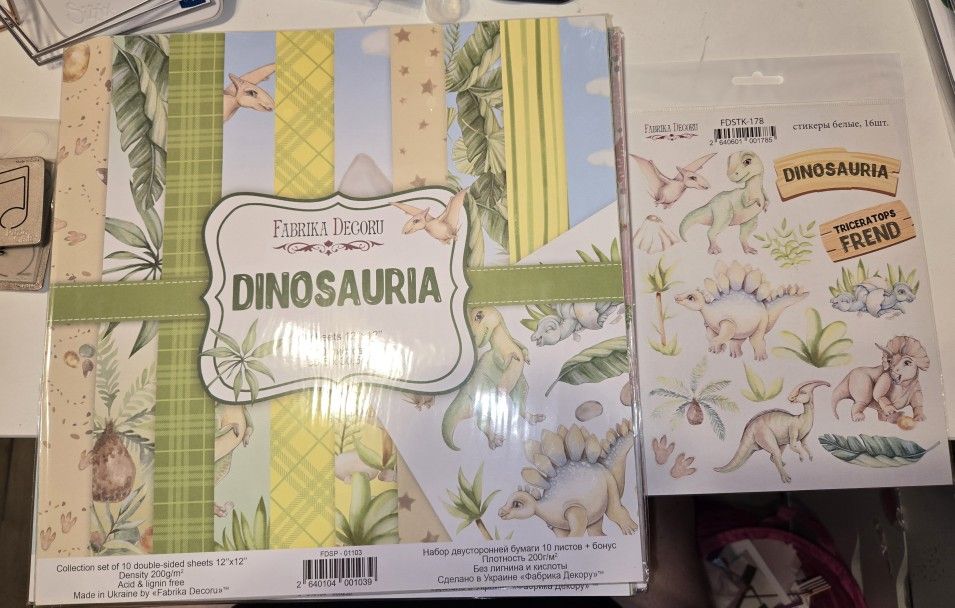 FABRIKA DECORU
DINOSAURIA
sheets 12"x12"
Collection set of 10 double-sided sheets 12"x12"
Density 200g/m²
Acid & lignin free
Made in Ukraine by «Fabrika Decoru»™
FDSP - 01103
2 640104 001039
Набор двусторонней бумаги 10 листов + бонус
Плотность 200г/м²
Без лигнина и кислоты
Сделано в Украине «Фабрика Декору»™
FABRIKA DECORU
FDSTK-178
2 640601 001785
стикеры белые, 16шт.
DINOSAURIA
TRICERATOPS
FREND